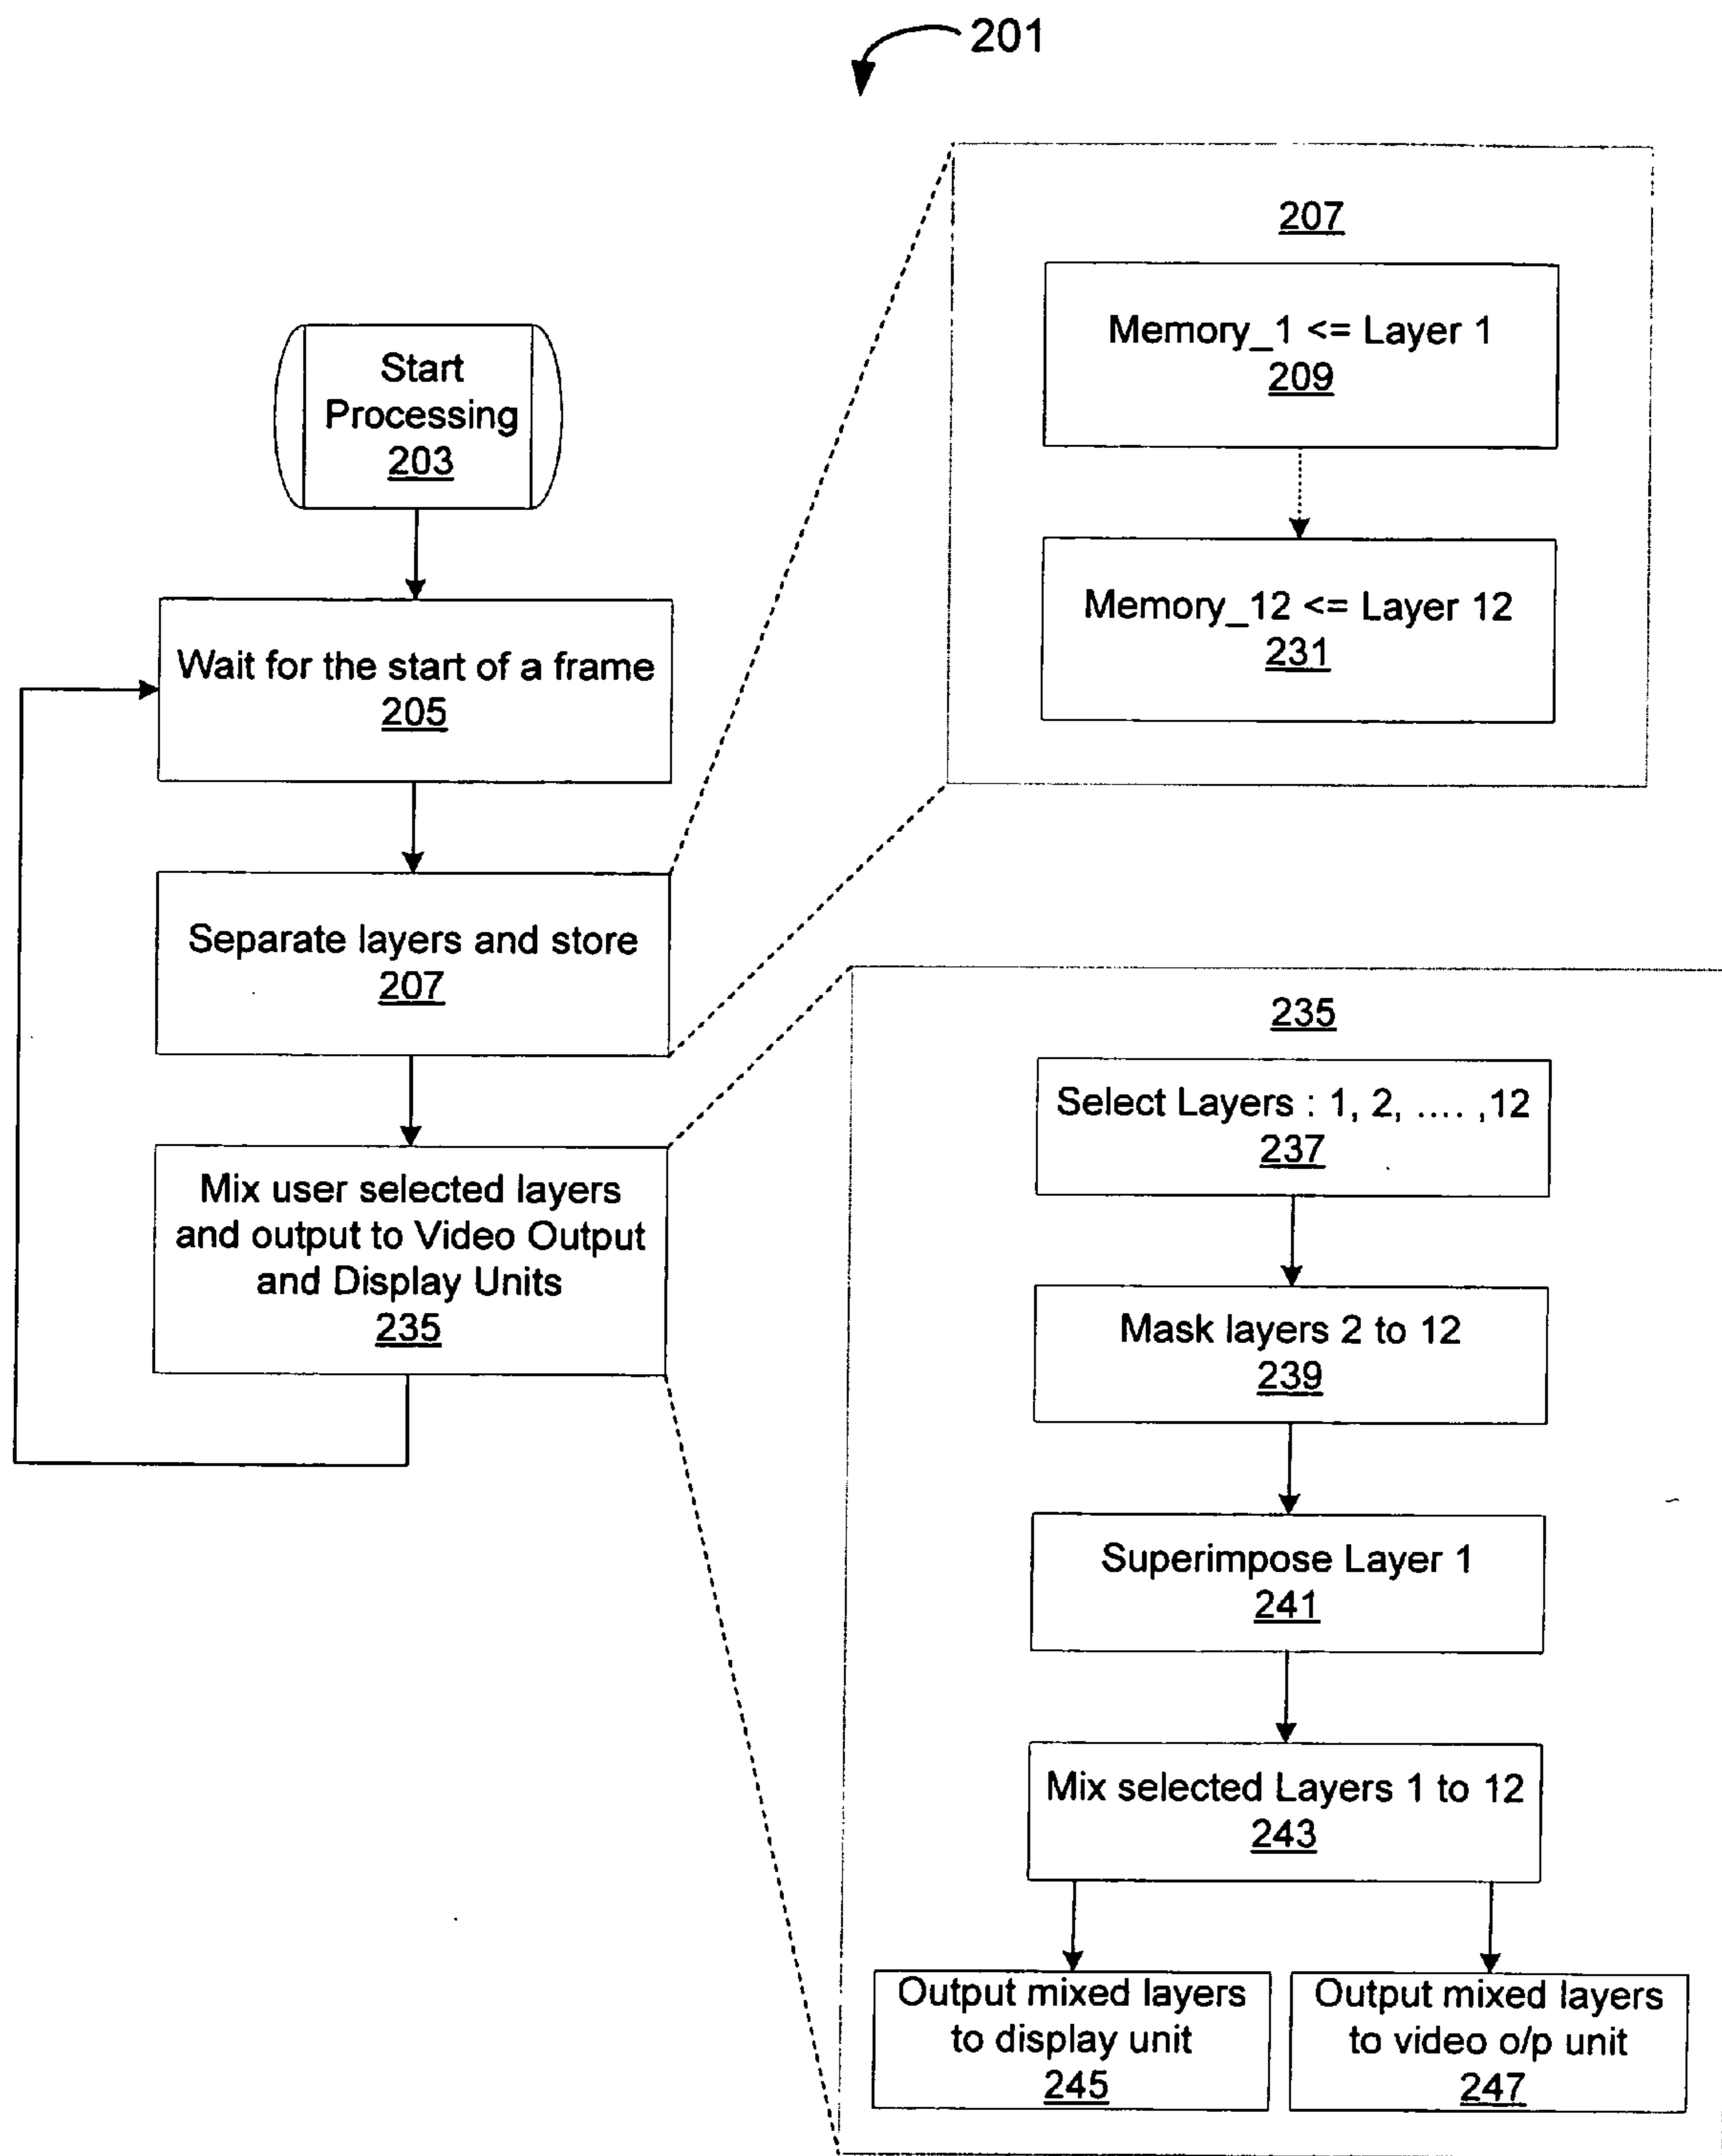 201
Start
Processing
203
Wait for the start of a frame
205
Separate layers and store
207
Mix user selected layers
and output to Video Output
and Display Units
235
207
Memory_1 <= Layer 1
209
Memory_12 <= Layer 12
231
235
Select Layers : 1, 2, .... ,12
237
Mask layers 2 to 12
239
Superimpose Layer 1
241
Mix selected Layers 1 to 12
243
Output mixed layers
to display unit
245
Output mixed layers
to video o/p unit
247